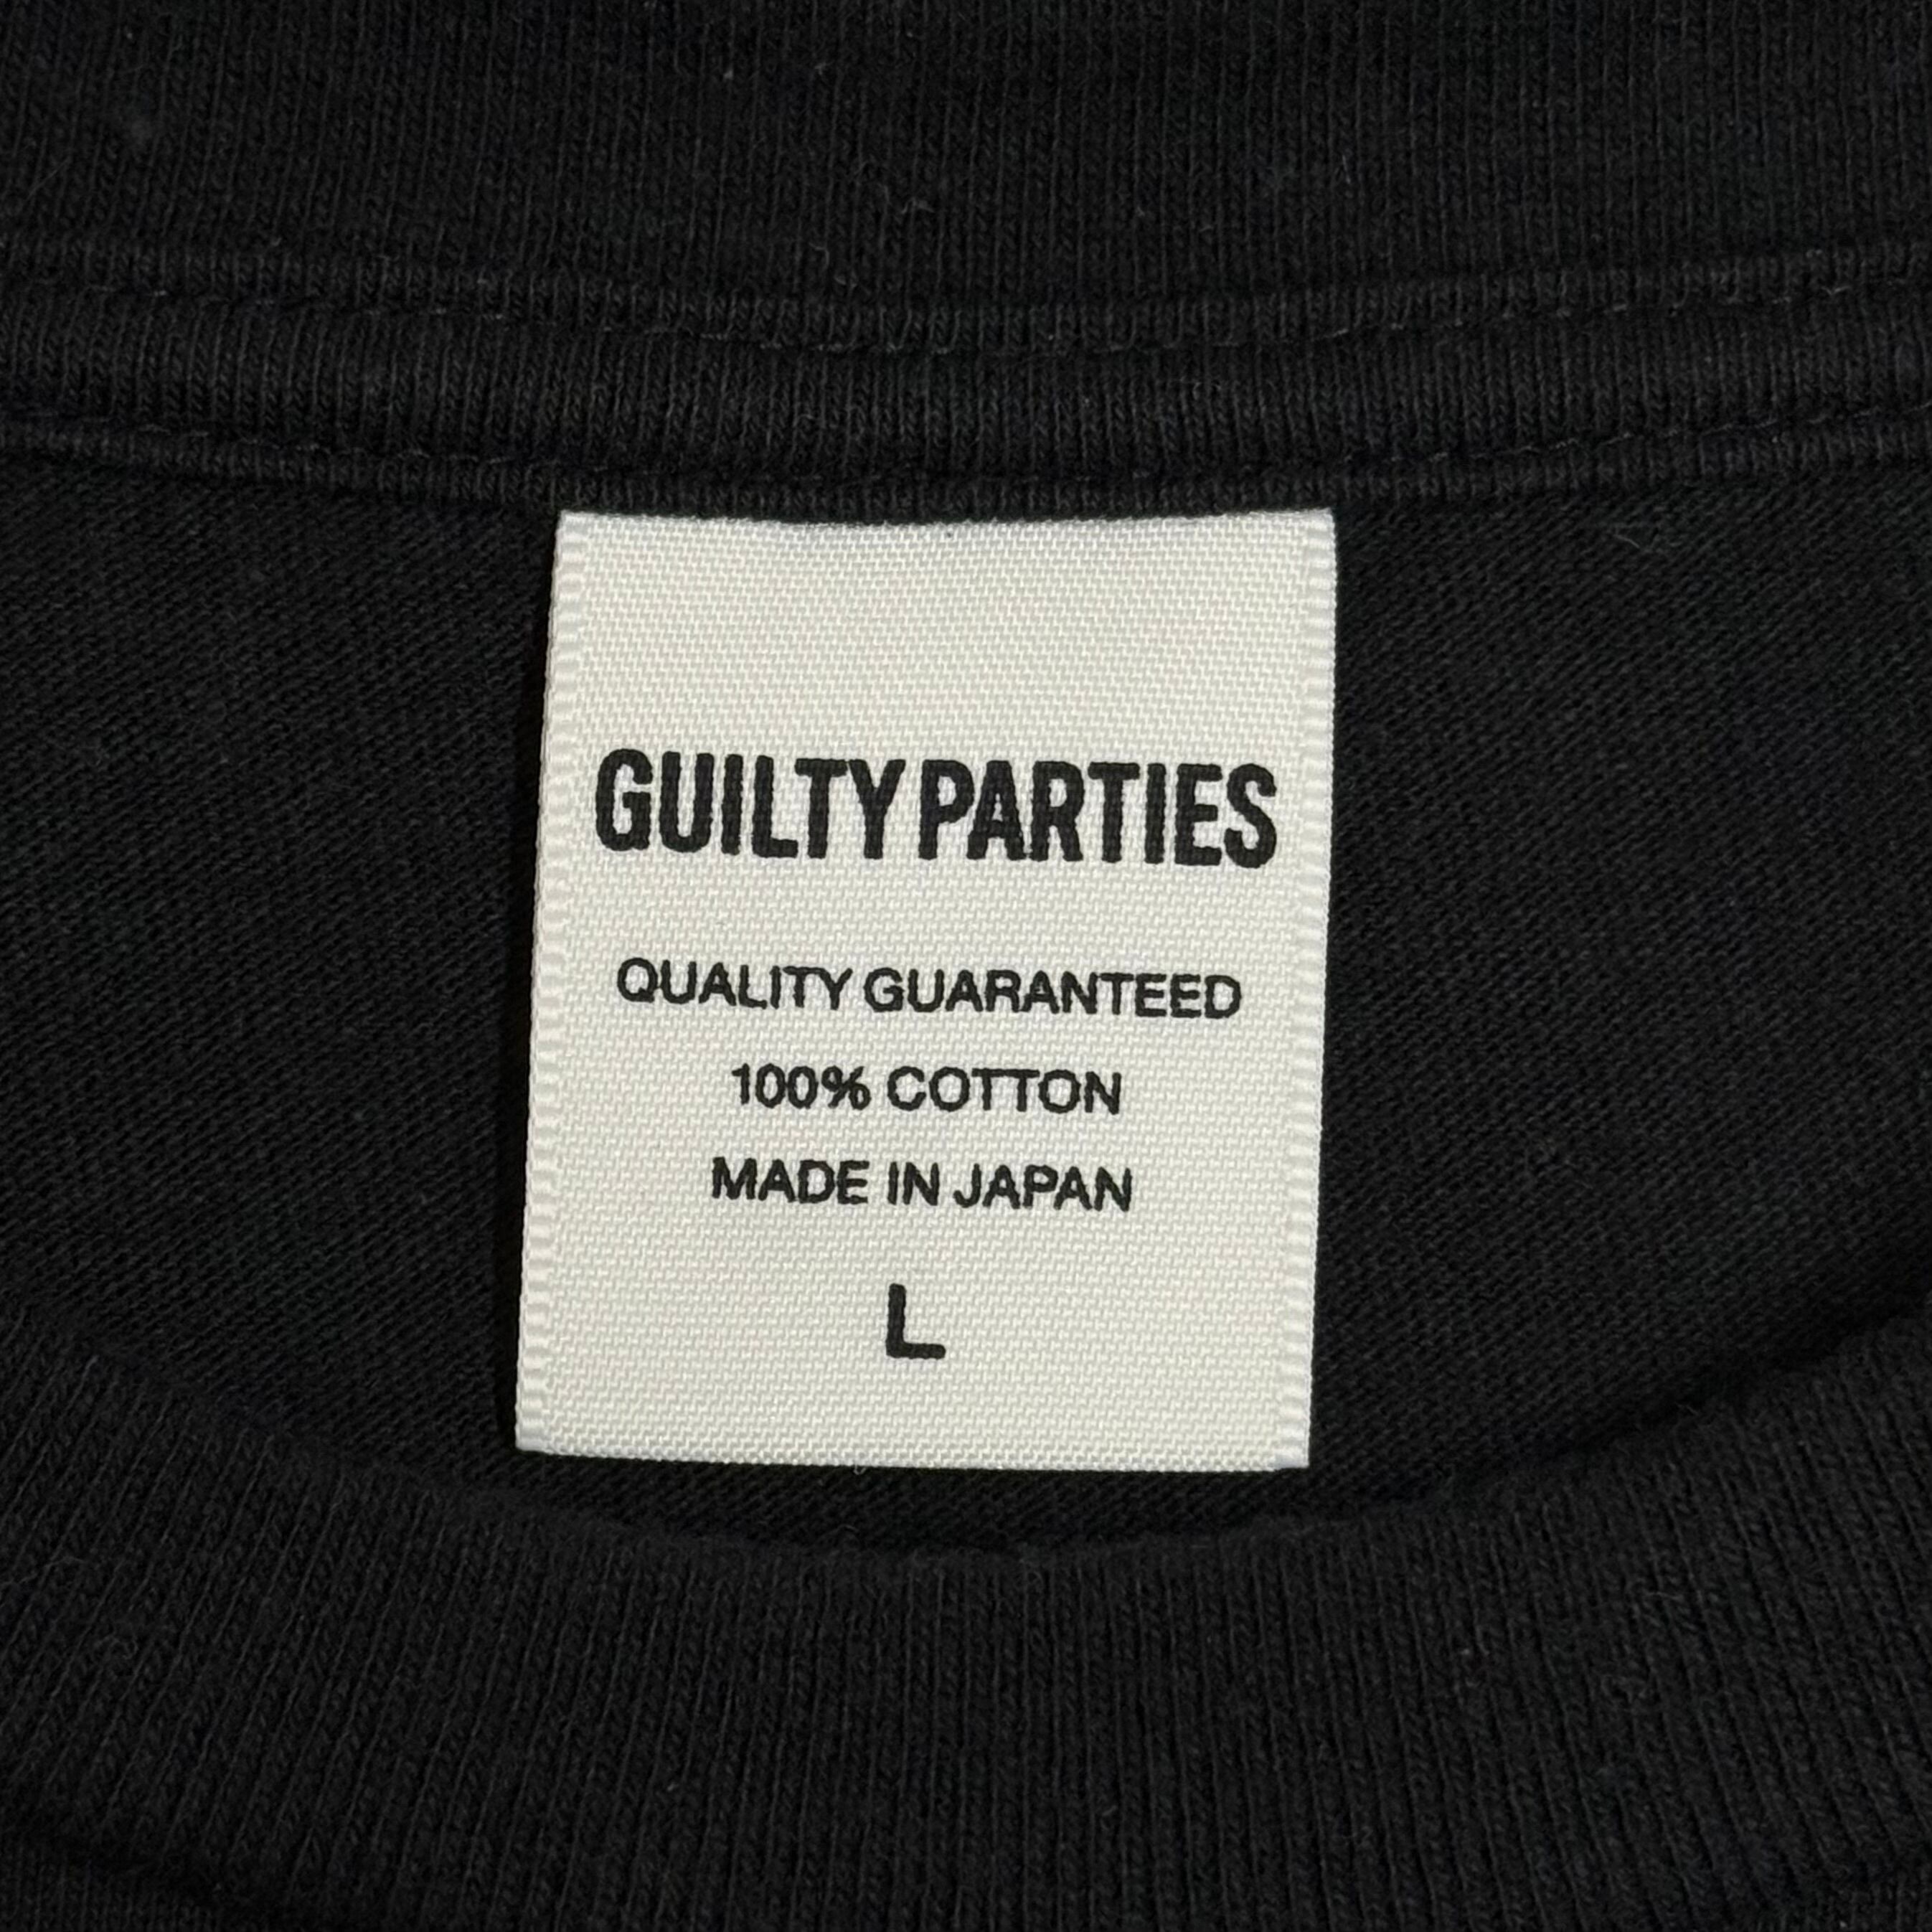 GUILTY PARTIES
QUALITY GUARANTEED
100% COTTON
MADE IN JAPAN
L